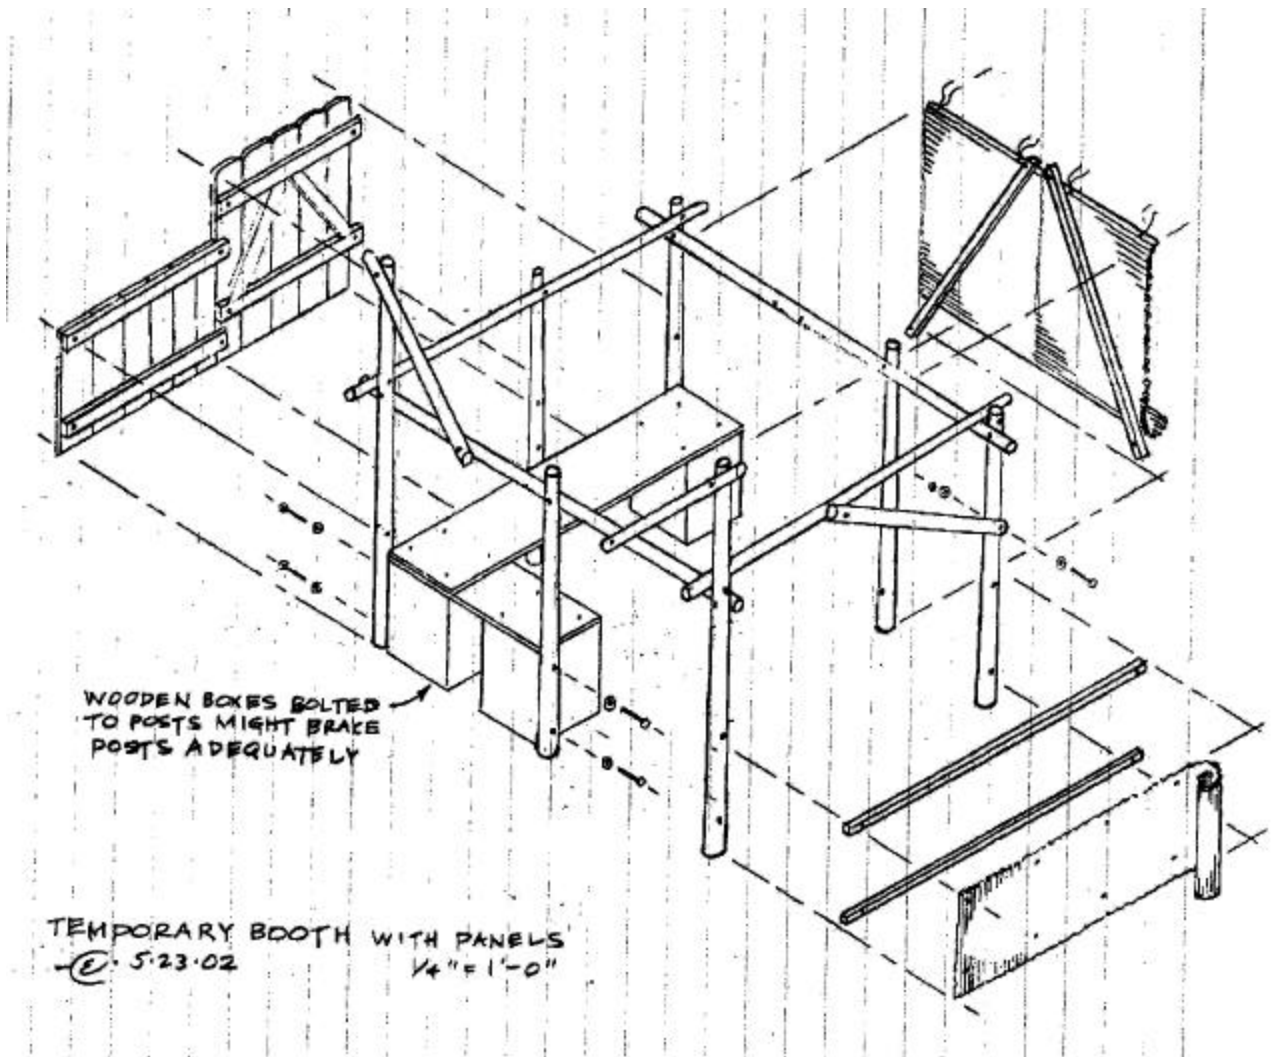 WOODEN BOXES BOLTED
TO POSTS MIGHT BRAKE
POSTS ADEQUATELY
TEMPORARY BOOTH WITH PANELS
E 5·23·02 1/4" = 1'-0"